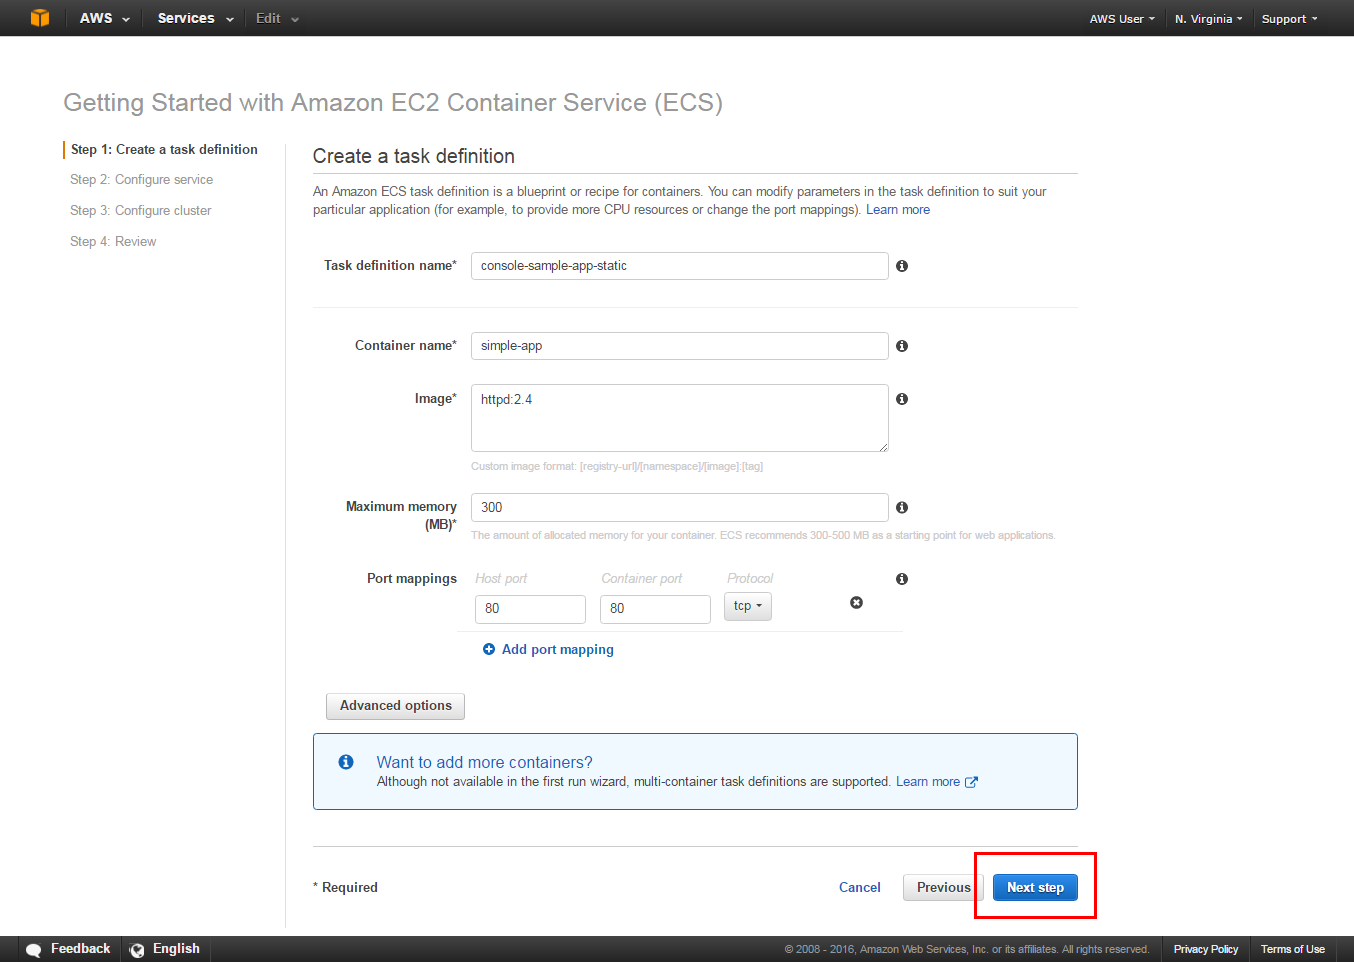 AWS Services Edit AWS User N. Virginia Support
Getting Started with Amazon EC2 Container Service (ECS)
Step 1: Create a task definition
Step 2: Configure service
Step 3: Configure cluster
Step 4: Review
Create a task definition
An Amazon ECS task definition is a blueprint or recipe for containers. You can modify parameters in the task definition to suit your
particular application (for example, to provide more CPU resources or change the port mappings). Learn more
Task definition name* console-sample-app-static
Container name* simple-app
Image* httpd:2.4
Custom image format: [registry-url]/[namespace]/[image]:[tag]
Maximum memory (MB)* 300
The amount of allocated memory for your container. ECS recommends 300-500 MB as a starting point for web applications.
Port mappings Host port Container port Protocol
80 80 tcp
Add port mapping
Advanced options
Want to add more containers?
Although not available in the first run wizard, multi-container task definitions are supported. Learn more
* Required Cancel Previous Next step
Feedback English © 2008 - 2016, Amazon Web Services, Inc. or its affiliates. All rights reserved. Privacy Policy Terms of Use